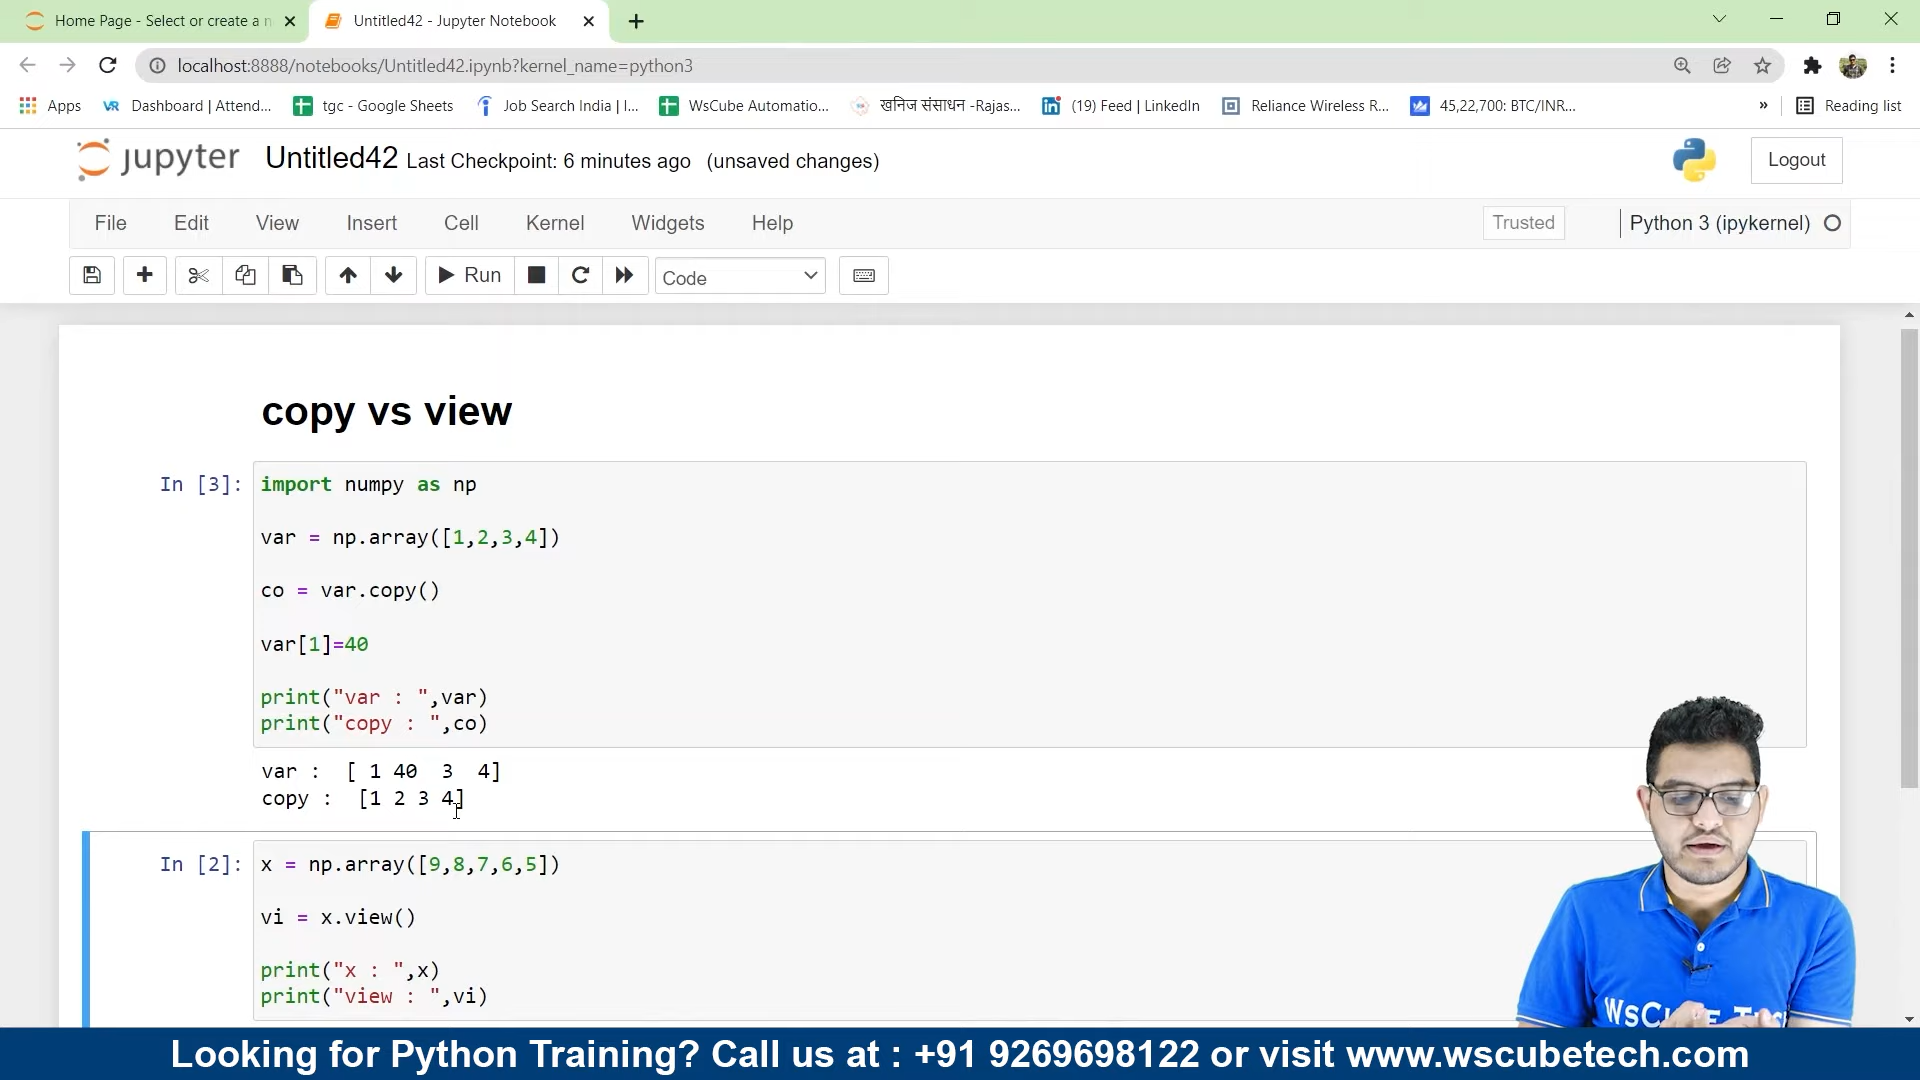 Home Page - Select or create a n
Untitled42 - Jupyter Notebook
localhost:8888/notebooks/Untitled42.ipynb?kernel_name=python3
Apps
VR Dashboard | Attend...
tgc - Google Sheets
Job Search India | I...
WsCube Automatio...
खनिज संसाधन -Rajas...
in (19) Feed | LinkedIn
Reliance Wireless R...
45,22,700: BTC/INR...
»
Reading list
jupyter Untitled42 Last Checkpoint: 6 minutes ago (unsaved changes)
Logout
File Edit View Insert Cell Kernel Widgets Help
Trusted
Python 3 (ipykernel)
Run
Code
copy vs view
In [3]: import numpy as np
var = np.array([1,2,3,4])
co = var.copy()
var[1]=40
print("var : ",var)
print("copy : ",co)
var :  [ 1 40  3  4]
copy :  [1 2 3 4]
In [2]: x = np.array([9,8,7,6,5])
vi = x.view()
print("x : ",x)
print("view : ",vi)
Looking for Python Training? Call us at : +91 9269698122 or visit www.wscubetech.com